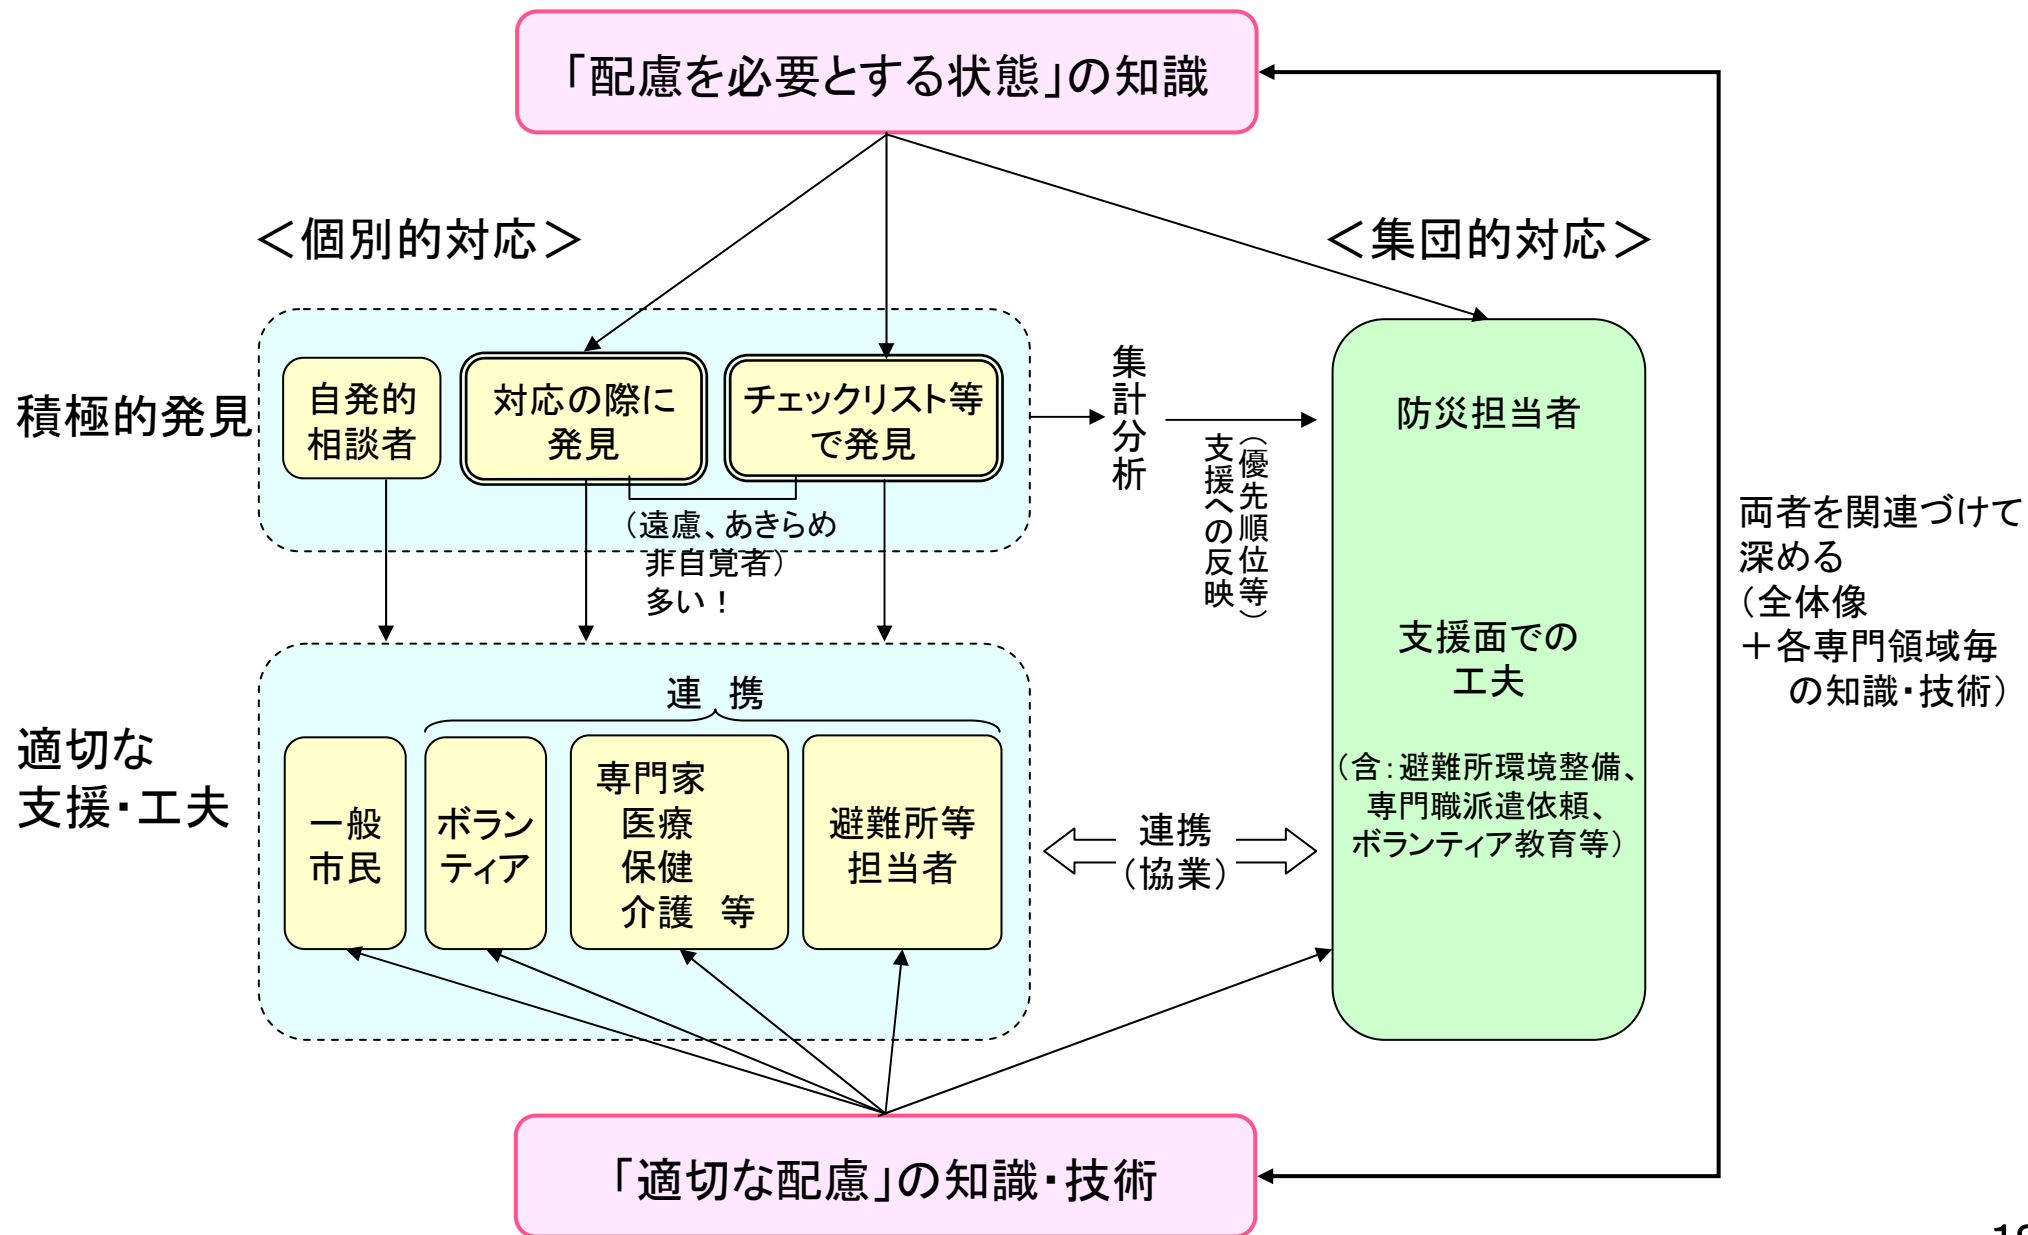 「配慮を必要とする状態」の知識
＜個別的対応＞
＜集団的対応＞
積極的発見
自発的
相談者
対応の際に
発見
チェックリスト等
で発見
（遠慮、あきらめ
非自覚者）
多い！
集計分析
支援への反映
（優先順位等）
防災担当者
支援面での
工夫
（含：避難所環境整備、
専門職派遣依頼、
ボランティア教育等）
両者を関連づけて
深める
（全体像
＋各専門領域毎
の知識・技術）
適切な
支援・工夫
連　携
一般
市民
ボラン
ティア
専門家
医療
保健
介護　等
避難所等
担当者
連携
（協業）
「適切な配慮」の知識・技術